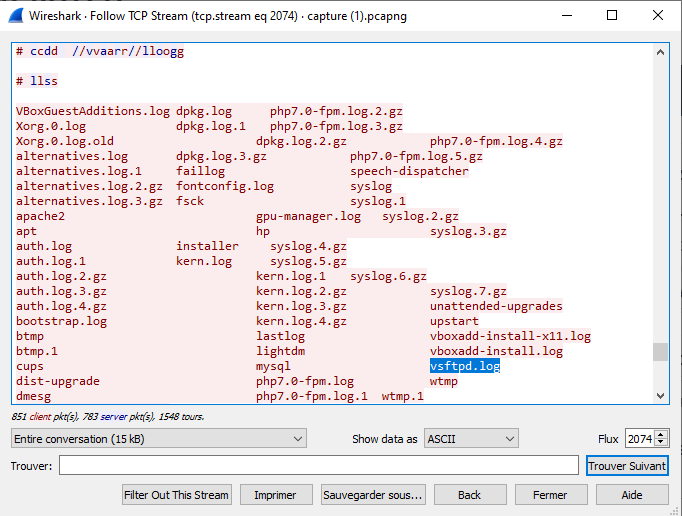 Wireshark · Follow TCP Stream (tcp.stream eq 2074) · capture (1).pcapng
# ccdd  //vvaarr//lloogg
# llss
VBoxGuestAdditions.log dpkg.log     php7.0-fpm.log.2.gz
Xorg.0.log             dpkg.log.1   php7.0-fpm.log.3.gz
Xorg.0.log.old                   dpkg.log.2.gz           php7.0-fpm.log.4.gz
alternatives.log       dpkg.log.3.gz           php7.0-fpm.log.5.gz
alternatives.log.1     faillog                 speech-dispatcher
alternatives.log.2.gz  fontconfig.log          syslog
alternatives.log.3.gz  fsck                    syslog.1
apache2                          gpu-manager.log   syslog.2.gz
apt                              hp                      syslog.3.gz
auth.log               installer    syslog.4.gz
auth.log.1             kern.log     syslog.5.gz
auth.log.2.gz                    kern.log.1   syslog.6.gz
auth.log.3.gz                    kern.log.2.gz           syslog.7.gz
auth.log.4.gz                    kern.log.3.gz           unattended-upgrades
bootstrap.log                    kern.log.4.gz           upstart
btmp                             lastlog                 vboxadd-install-x11.log
btmp.1                           lightdm                 vboxadd-install.log
cups                             mysql                   vsftpd.log
dist-upgrade                     php7.0-fpm.log          wtmp
dmesg                            php7.0-fpm.log.1  wtmp.1
851 client pkt(s), 783 server pkt(s), 1548 tours.
Entire conversation (15 kB) Show data as ASCII Flux 2074
Trouver: Trouver Suivant
Filter Out This Stream Imprimer Sauvegarder sous... Back Fermer Aide